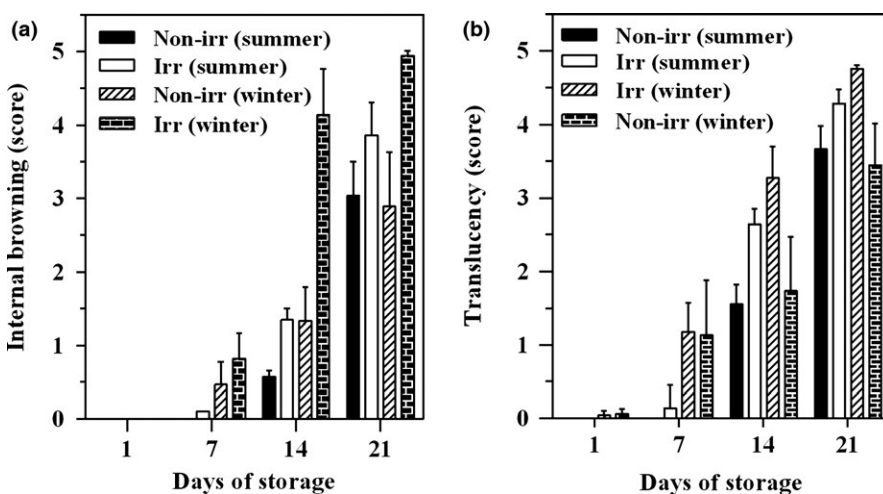 (a)
Non-irr (summer)
Irr (summer)
Non-irr (winter)
Irr (winter)
Internal browning (score)
5
4
3
2
1
0
1 7 14 21
Days of storage
(b)
Non-irr (summer)
Irr (summer)
Irr (winter)
Non-irr (winter)
Translucency (score)
5
4
3
2
1
0
1 7 14 21
Days of storage